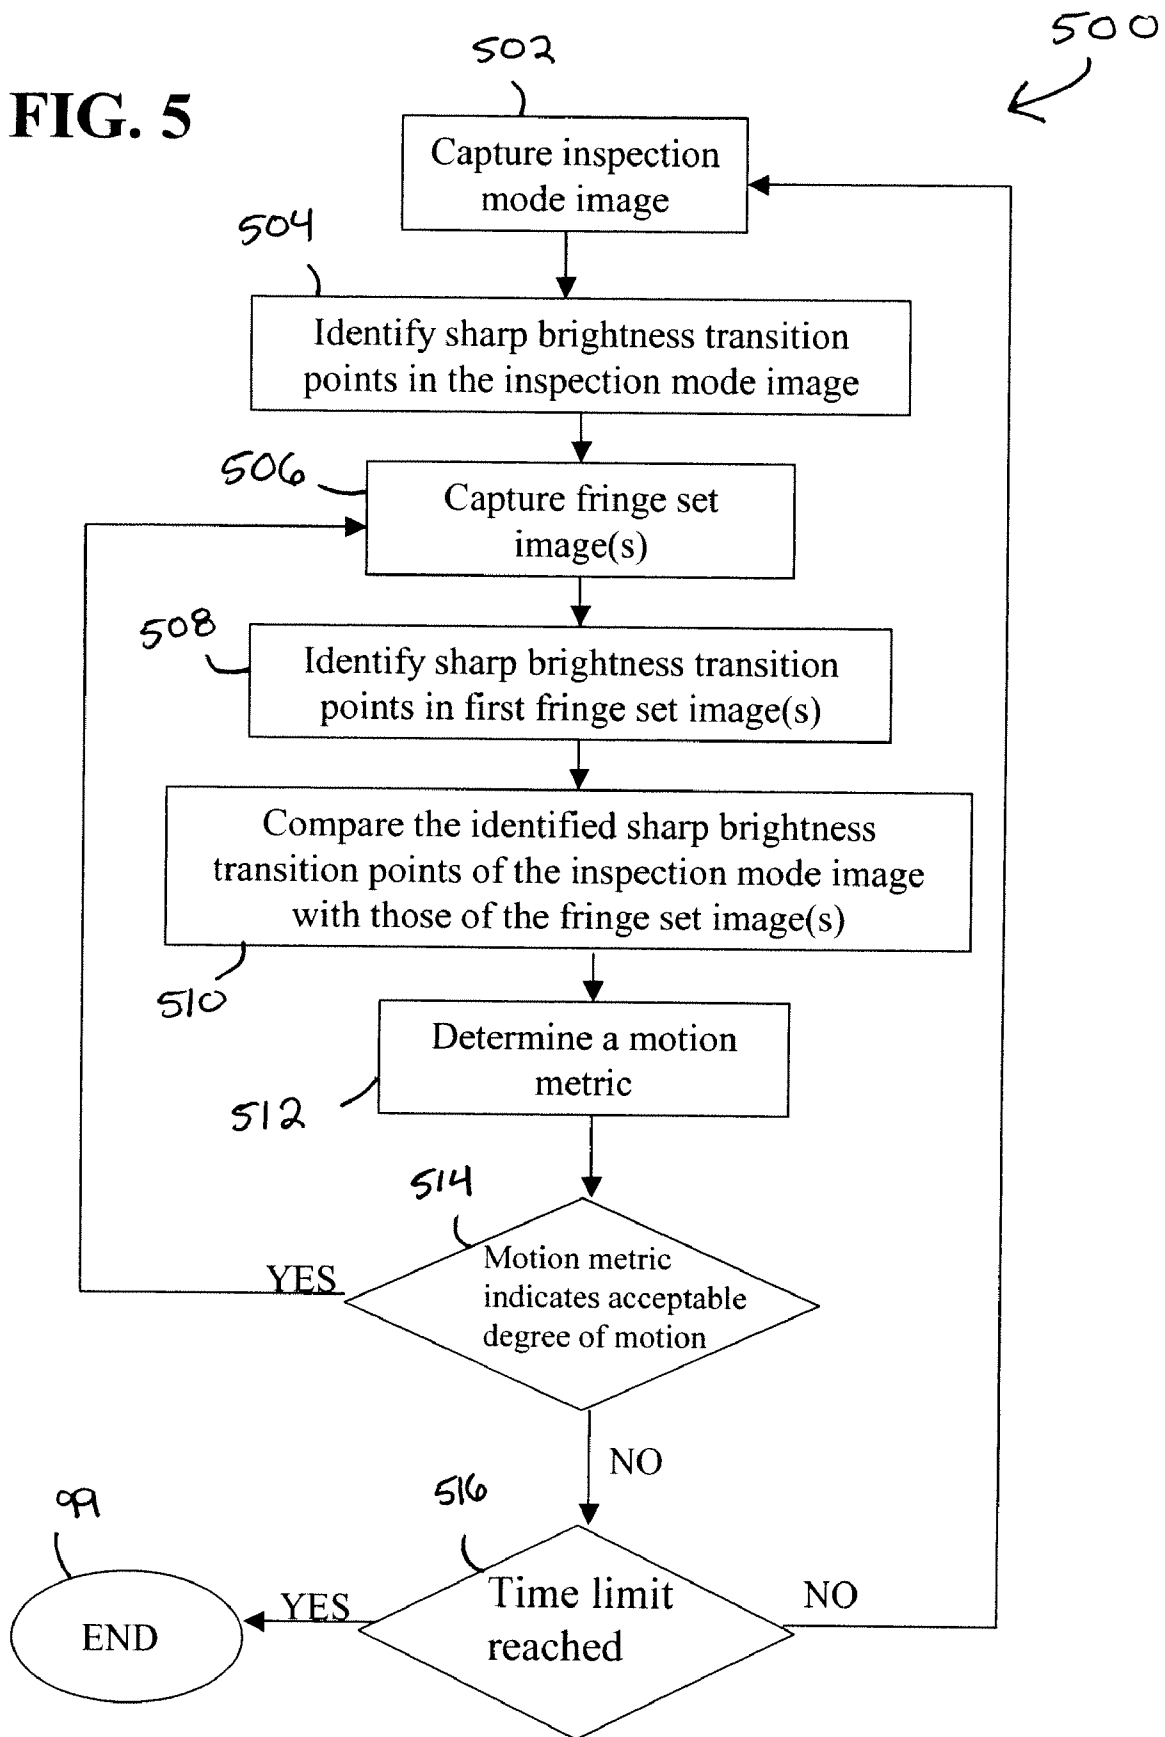 500
502
FIG. 5
Capture inspection
mode image
504
Identify sharp brightness transition
points in the inspection mode image
506
Capture fringe set
image(s)
508
Identify sharp brightness transition
points in first fringe set image(s)
Compare the identified sharp brightness
transition points of the inspection mode image
with those of the fringe set image(s)
510
Determine a motion
metric
512
514
Motion metric
indicates acceptable
degree of motion
YES
NO
516
99
Time limit
reached
YES
NO
END